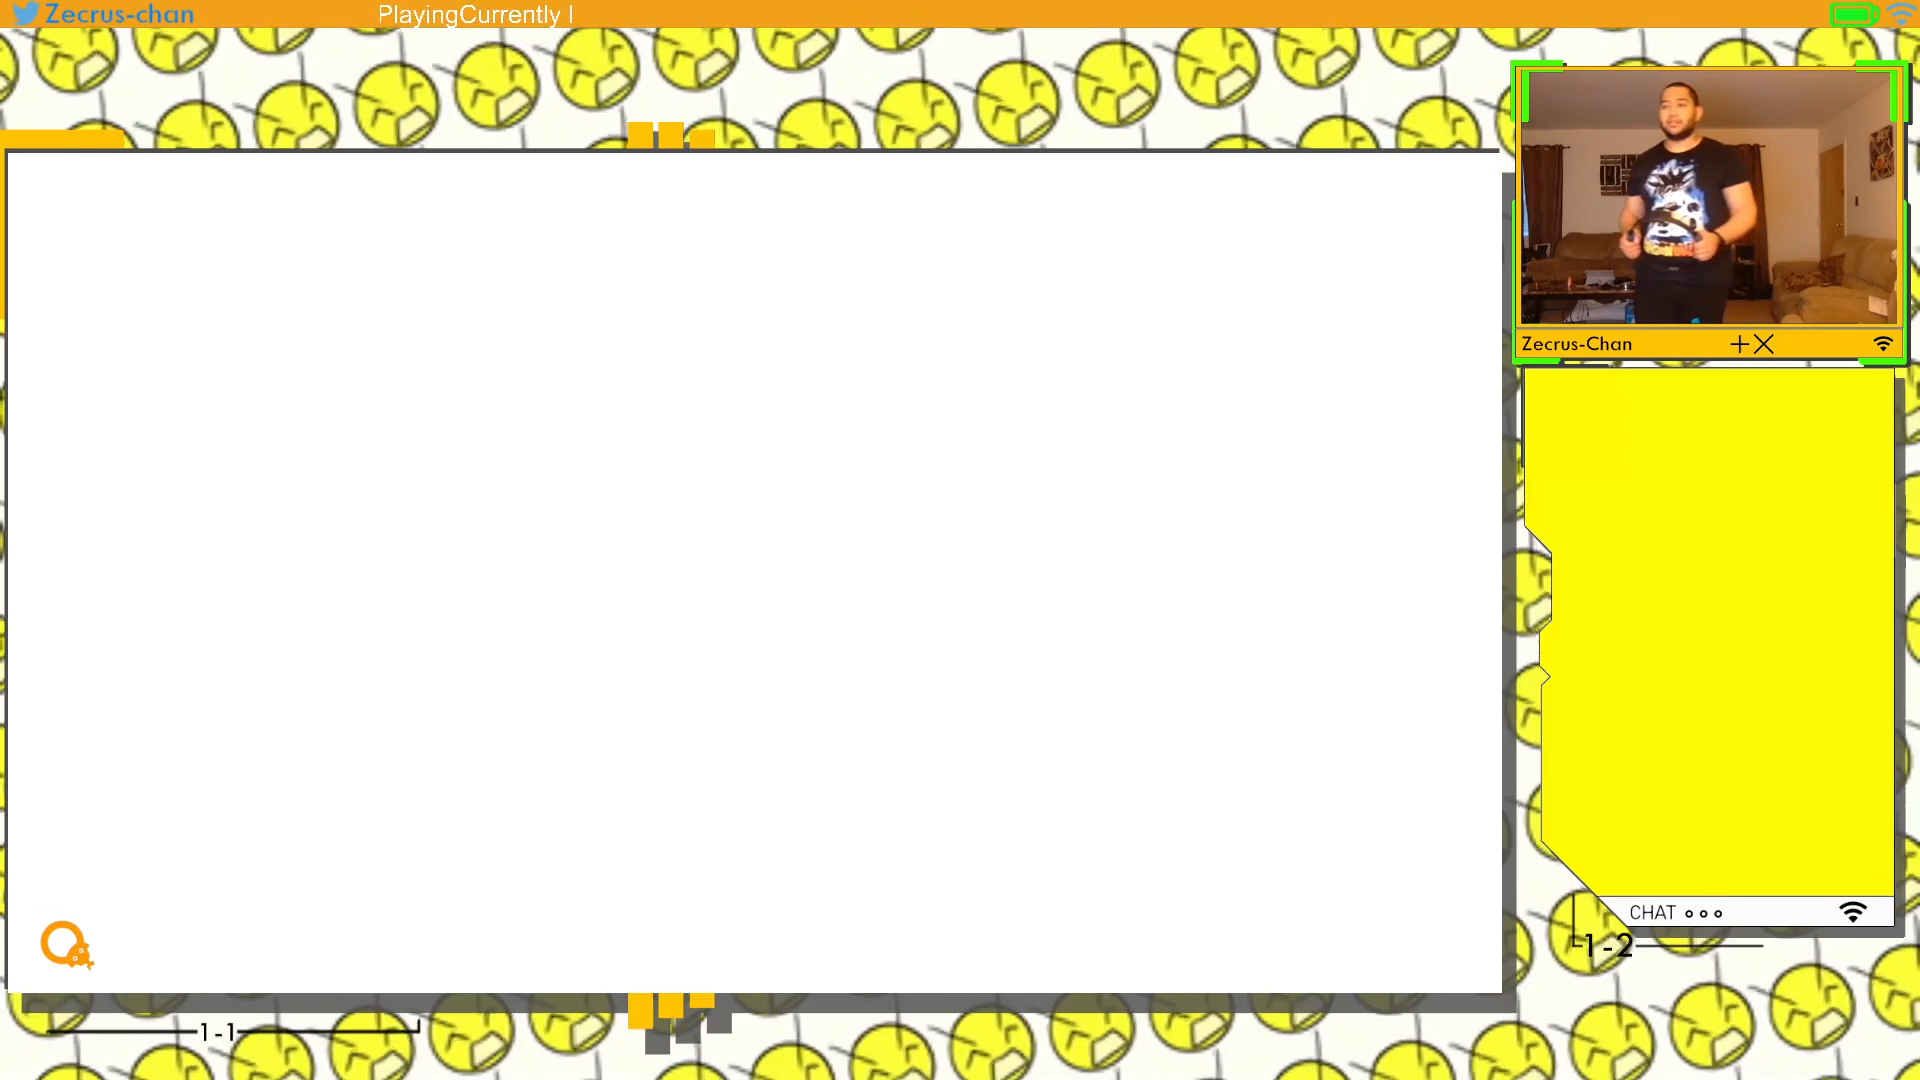 Zecrus-chan
PlayingCurrently |
Zecrus-Chan
CHAT
1-2
1-1